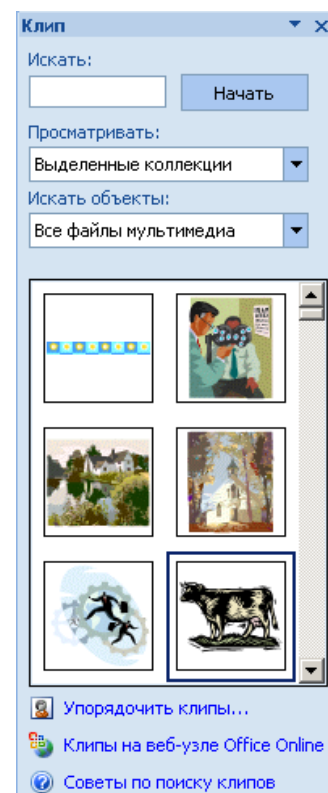 Клип
Искать:
Начать
Просматривать:
Выделенные коллекции
Искать объекты:
Все файлы мультимедиа
Упорядочить клипы...
Клипы на веб-узле Office Online
Советы по поиску клипов